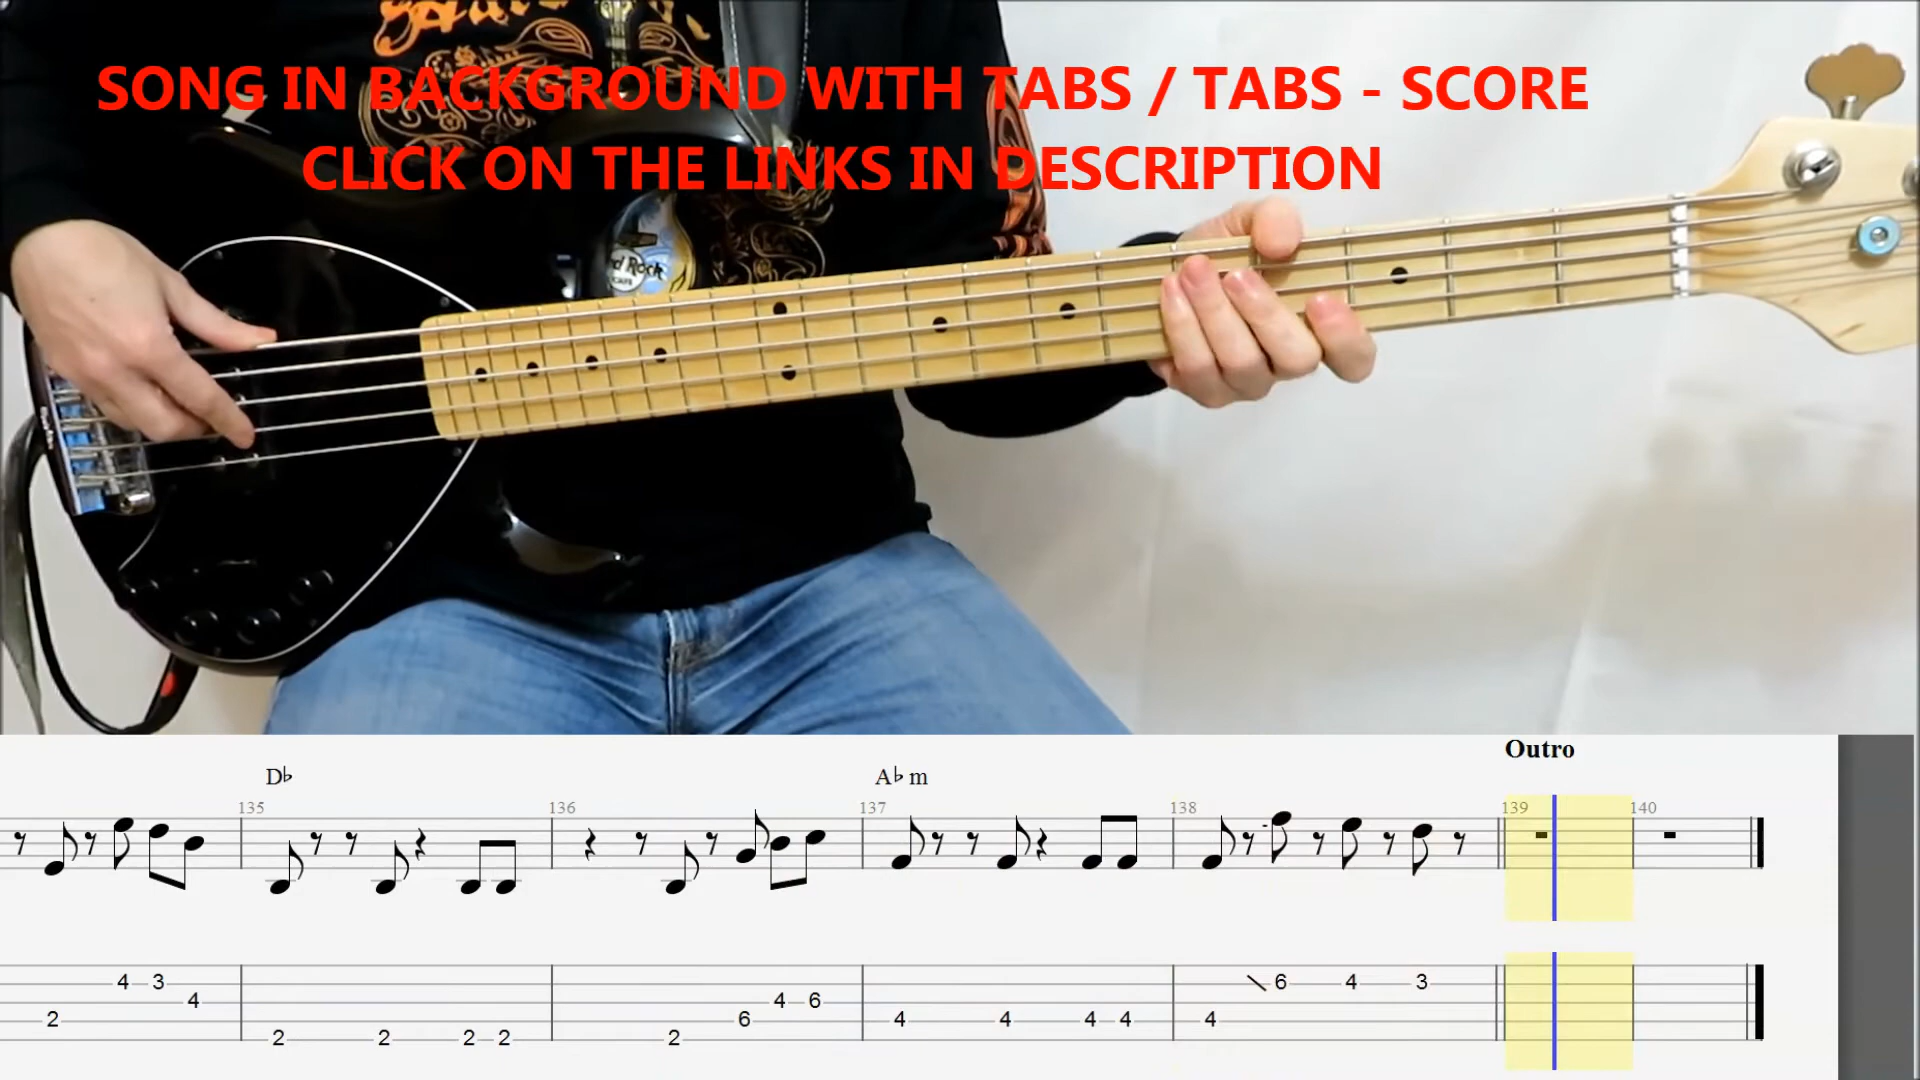 SONG IN BACKGROUND WITH TABS / TABS - SCORE
CLICK ON THE LINKS IN DESCRIPTION
Rock
Outro
D♭
A♭m
135 136 137 138 139 140
4 3 6 4 3
4 4 6
2 6 4 4 4 4 4
2 2 2 2 2